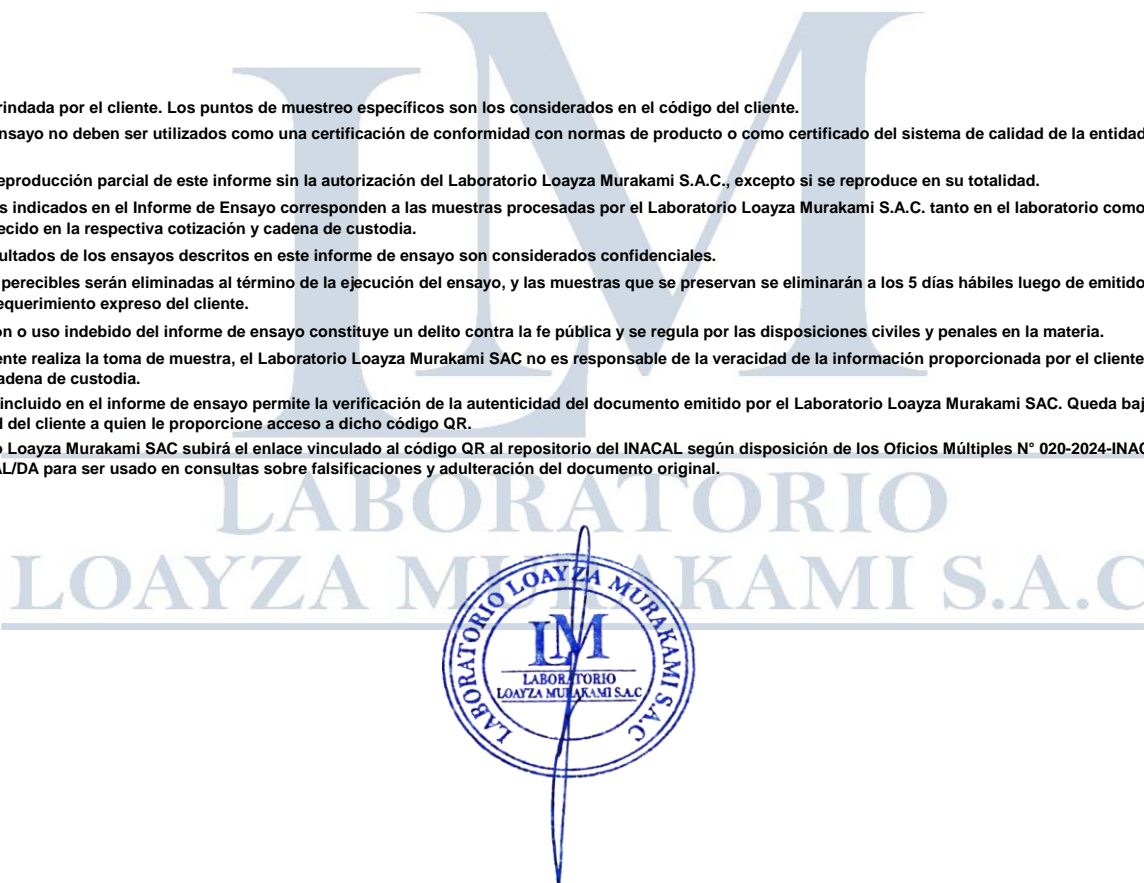 rindada por el cliente. Los puntos de muestreo específicos son los considerados en el código del cliente.
nsayo no deben ser utilizados como una certificación de conformidad con normas de producto o como certificado del sistema de calidad de la entidad
eproducción parcial de este informe sin la autorización del Laboratorio Loayza Murakami S.A.C., excepto si se reproduce en su totalidad.
s indicados en el Informe de Ensayo corresponden a las muestras procesadas por el Laboratorio Loayza Murakami S.A.C. tanto en el laboratorio como
ecido en la respectiva cotización y cadena de custodia.
ultados de los ensayos descritos en este informe de ensayo son considerados confidenciales.
perecibles serán eliminadas al término de la ejecución del ensayo, y las muestras que se preservan se eliminarán a los 5 días hábiles luego de emitido
equerimiento expreso del cliente.
ón o uso indebido del informe de ensayo constituye un delito contra la fe pública y se regula por las disposiciones civiles y penales en la materia.
ente realiza la toma de muestra, el Laboratorio Loayza Murakami SAC no es responsable de la veracidad de la información proporcionada por el cliente
adena de custodia.
incluido en el informe de ensayo permite la verificación de la autenticidad del documento emitido por el Laboratorio Loayza Murakami SAC. Queda baj
l del cliente a quien le proporcione acceso a dicho código QR.
o Loayza Murakami SAC subirá el enlace vinculado al código QR al repositorio del INACAL según disposición de los Oficios Múltiples N° 020-2024-INAC
AL/DA para ser usado en consultas sobre falsificaciones y adulteración del documento original.
LM
LABORATORIO
LOAYZA MURAKAMI S.A.C
LABORATORIO LOAYZA MURAKAMI S.A.C
LM
LABORATORIO
LOAYZA MURAKAMI S.A.C